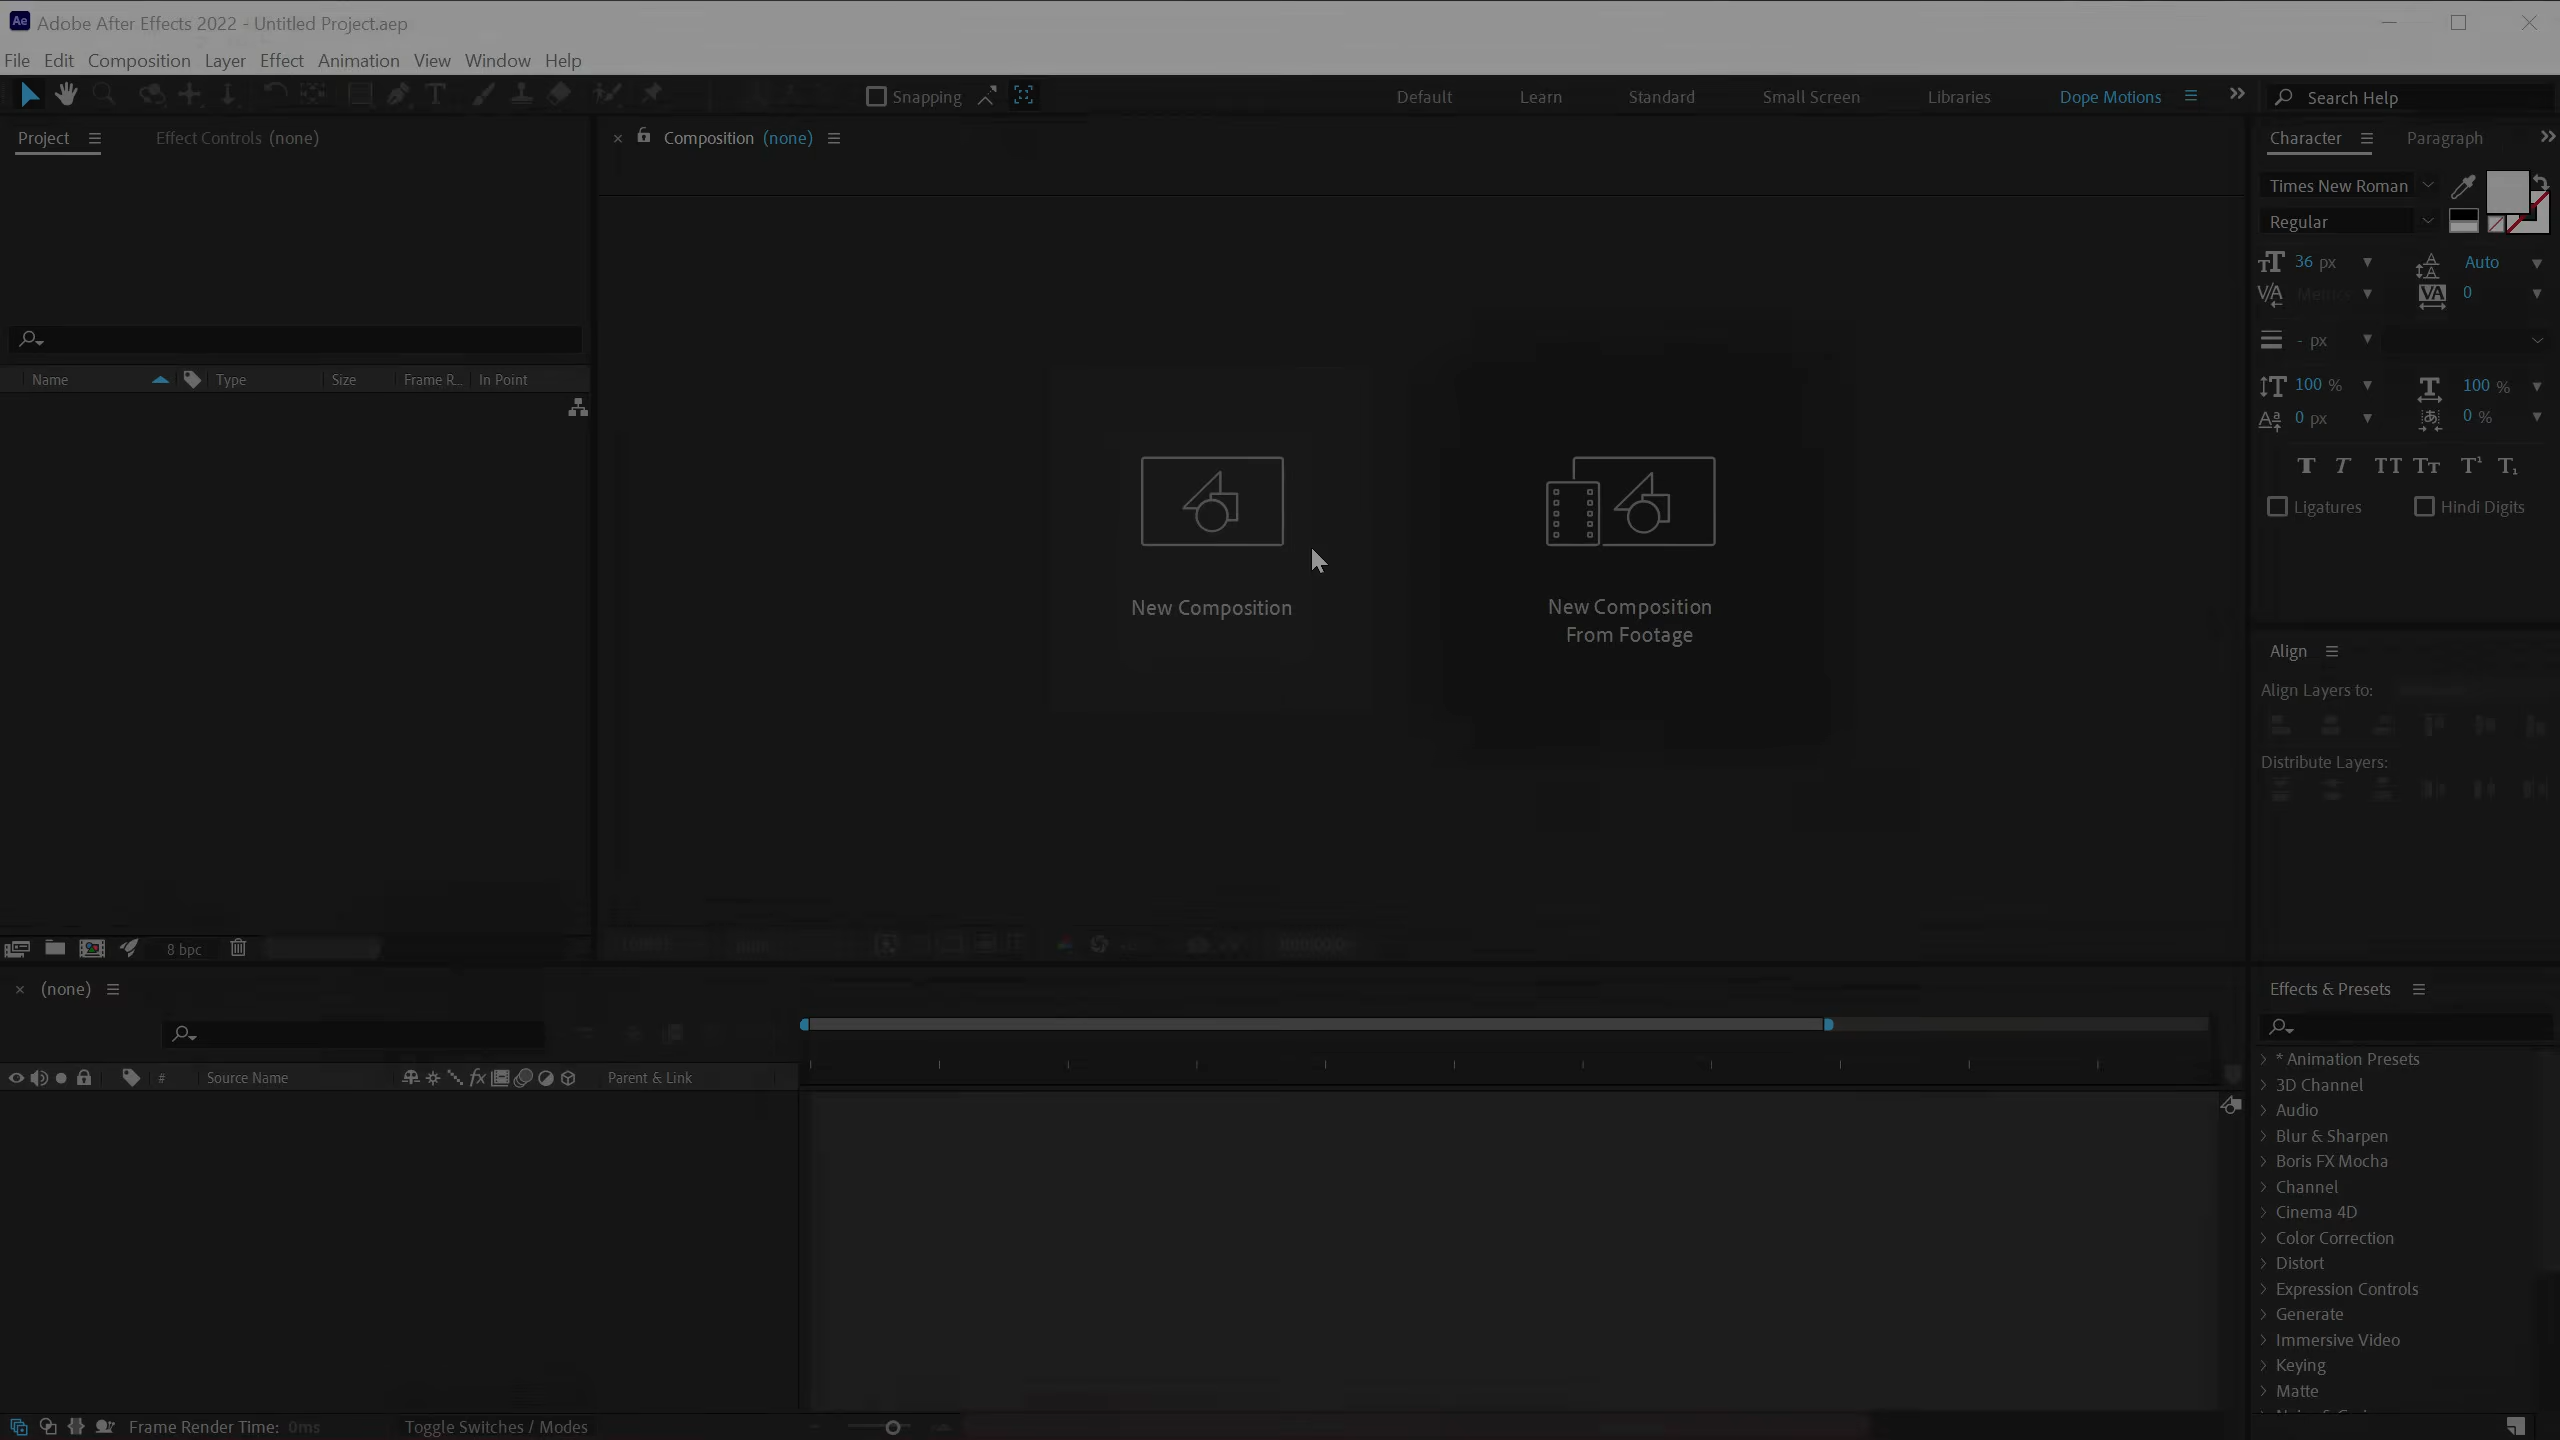 Ae Adobe After Effects 2022 - Untitled Project.aep
File Edit Composition Layer Effect Animation View Window Help
Snapping Default Learn Standard Small Screen Libraries Dope Motions Search Help
Project Effect Controls (none) Composition (none) Character Paragraph
Times New Roman
Regular
36 px Auto
0
- px
100 % 100 %
0 px 0 %
Ligatures Hindi Digits
Name Type Size Frame R... In Point
New Composition
New Composition
From Footage
Align
Align Layers to:
Distribute Layers:
8 bpc
(none)
# Source Name Parent & Link
Effects & Presets
* Animation Presets
3D Channel
Audio
Blur & Sharpen
Boris FX Mocha
Channel
Cinema 4D
Color Correction
Distort
Expression Controls
Generate
Immersive Video
Keying
Matte
Frame Render Time: 0ms Toggle Switches / Modes